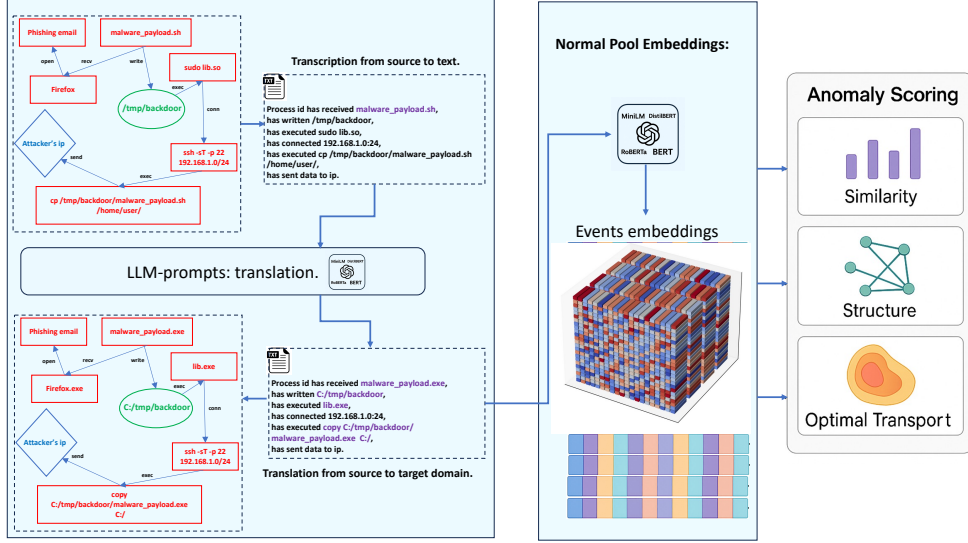 Phishing email
malware_payload.sh
open
recv
write
sudo lib.so
exec
Firefox
/tmp/backdoor
conn
Attacker's ip
send
ssh -sT -p 22
192.168.1.0/24
exec
cp /tmp/backdoor/malware_payload.sh
/home/user/
Transcription from source to text.
TXT
Process id has received malware_payload.sh,
has written /tmp/backdoor,
has executed sudo lib.so,
has connected 192.168.1.0:24,
has executed cp /tmp/backdoor/malware_payload.sh
/home/user/,
has sent data to ip.
LLM-prompts: translation.
MiniLM DistilBERT
RoBERTa BERT
Phishing email
malware_payload.exe
open
recv
write
lib.exe
exec
Firefox.exe
C:/tmp/backdoor
conn
Attacker's ip
send
ssh -sT -p 22
192.168.1.0/24
exec
copy
C:/tmp/backdoor/malware_payload.exe
C:/
TXT
Process id has received malware_payload.exe,
has written C:/tmp/backdoor,
has executed lib.exe,
has connected 192.168.1.0:24,
has executed copy C:/tmp/backdoor/
malware_payload.exe C:/,
has sent data to ip.
Translation from source to target domain.
Normal Pool Embeddings:
MiniLM DistilBERT
RoBERTa BERT
Events embeddings
Anomaly Scoring
Similarity
Structure
Optimal Transport